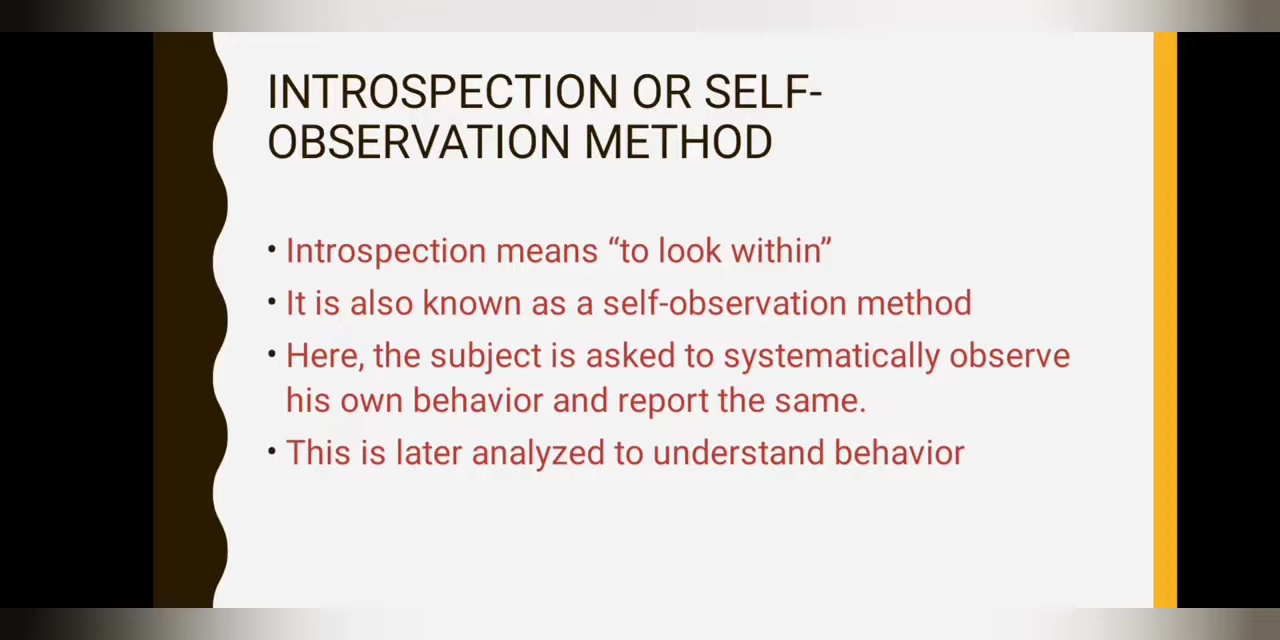 INTROSPECTION OR SELF-
OBSERVATION METHOD
• Introspection means “to look within”
• It is also known as a self-observation method
• Here, the subject is asked to systematically observe
his own behavior and report the same.
• This is later analyzed to understand behavior